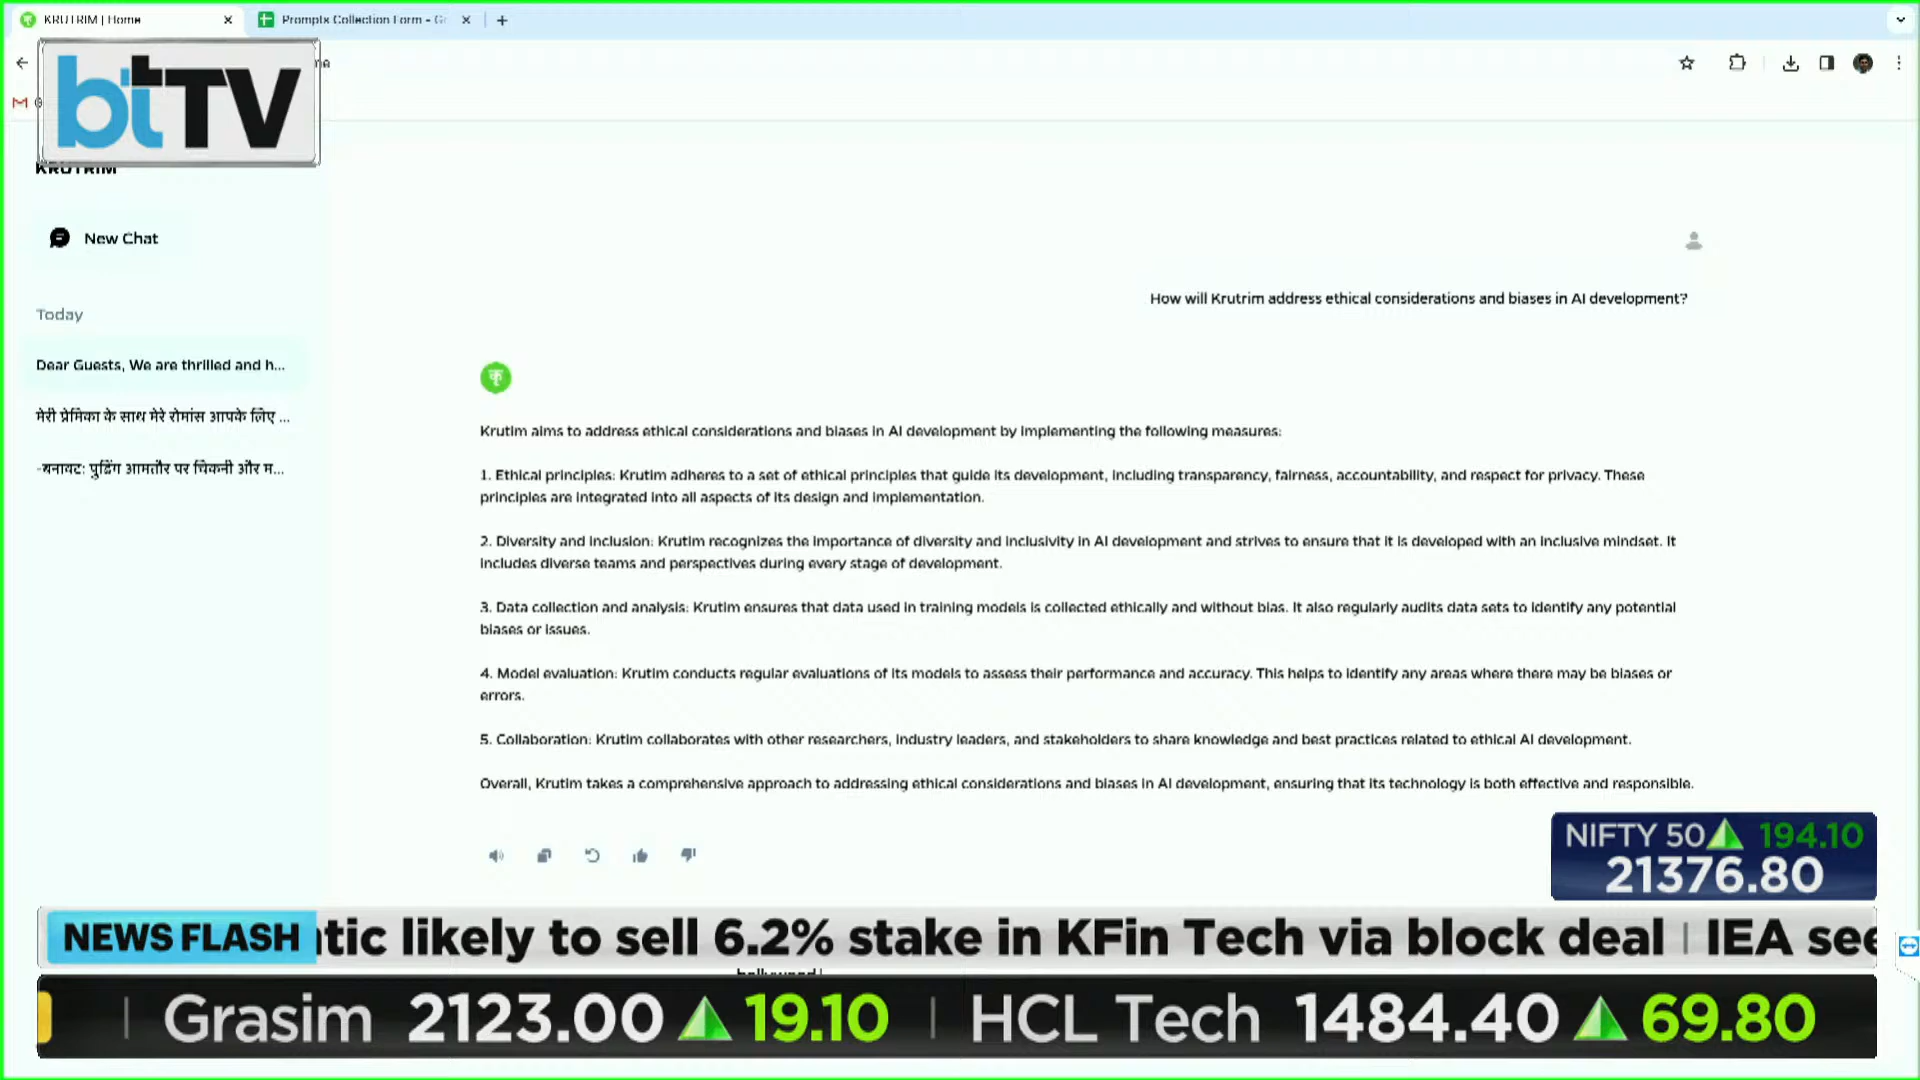 KRUTRIM | Home
Prompts Collection Form - G
btTV
KRUTRIM
New Chat
Today
Dear Guests, We are thrilled and h...
मेरी प्रेमिका के साथ मेरे रोमांस आपके लिए ...
-बनावट: पुडिंग आमतौर पर चिकनी और म...
How will Krutrim address ethical considerations and biases in AI development?
कृ
Krutim aims to address ethical considerations and biases in AI development by implementing the following measures:
1. Ethical principles: Krutim adheres to a set of ethical principles that guide its development, including transparency, fairness, accountability, and respect for privacy. These
principles are integrated into all aspects of its design and implementation.
2. Diversity and inclusion: Krutim recognizes the importance of diversity and inclusivity in AI development and strives to ensure that it is developed with an inclusive mindset. It
includes diverse teams and perspectives during every stage of development.
3. Data collection and analysis: Krutim ensures that data used in training models is collected ethically and without bias. It also regularly audits data sets to identify any potential
biases or issues.
4. Model evaluation: Krutim conducts regular evaluations of its models to assess their performance and accuracy. This helps to identify any areas where there may be biases or
errors.
5. Collaboration: Krutim collaborates with other researchers, industry leaders, and stakeholders to share knowledge and best practices related to ethical AI development.
Overall, Krutim takes a comprehensive approach to addressing ethical considerations and biases in AI development, ensuring that its technology is both effective and responsible.
NIFTY 50 194.10
21376.80
NEWS FLASH tic likely to sell 6.2% stake in KFin Tech via block deal | IEA see
Grasim 2123.00 19.10 | HCL Tech 1484.40 69.80